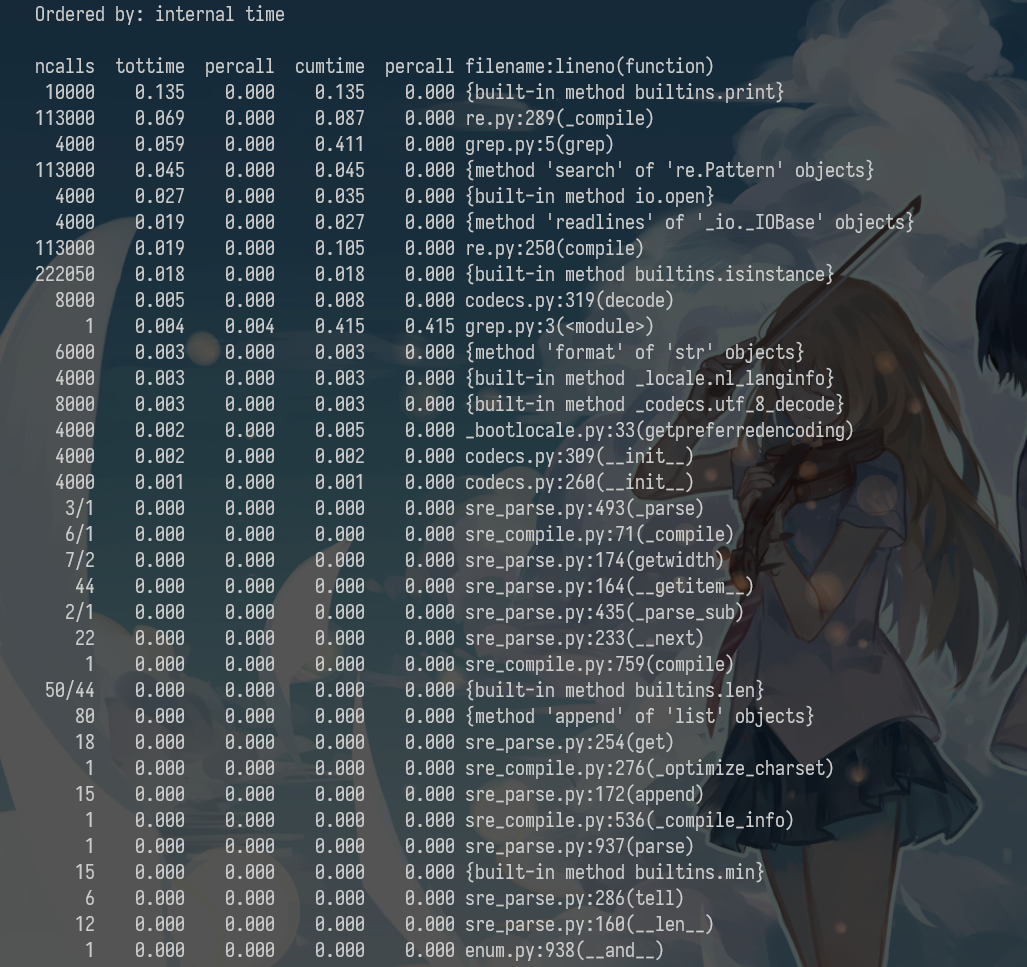 Ordered by: internal time
ncalls tottime percall cumtime percall filename:lineno(function)
10000 0.135 0.000 0.135 0.000 {built-in method builtins.print}
113000 0.069 0.000 0.087 0.000 re.py:289(_compile)
4000 0.059 0.000 0.411 0.000 grep.py:5(grep)
113000 0.045 0.000 0.045 0.000 {method 'search' of 're.Pattern' objects}
4000 0.027 0.000 0.035 0.000 {built-in method io.open}
4000 0.019 0.000 0.027 0.000 {method 'readlines' of '_io._IOBase' objects}
113000 0.019 0.000 0.105 0.000 re.py:250(compile)
222050 0.018 0.000 0.018 0.000 {built-in method builtins.isinstance}
8000 0.005 0.000 0.008 0.000 codecs.py:319(decode)
1 0.004 0.004 0.415 0.415 grep.py:3(<module>)
6000 0.003 0.000 0.003 0.000 {method 'format' of 'str' objects}
4000 0.003 0.000 0.003 0.000 {built-in method _locale.nl_langinfo}
8000 0.003 0.000 0.003 0.000 {built-in method _codecs.utf_8_decode}
4000 0.002 0.000 0.005 0.000 _bootlocale.py:33(getpreferredencoding)
4000 0.002 0.000 0.002 0.000 codecs.py:309(__init__)
4000 0.001 0.000 0.001 0.000 codecs.py:260(__init__)
3/1 0.000 0.000 0.000 0.000 sre_parse.py:493(_parse)
6/1 0.000 0.000 0.000 0.000 sre_compile.py:71(_compile)
7/2 0.000 0.000 0.000 0.000 sre_parse.py:174(getwidth)
44 0.000 0.000 0.000 0.000 sre_parse.py:164(__getitem__)
2/1 0.000 0.000 0.000 0.000 sre_parse.py:435(_parse_sub)
22 0.000 0.000 0.000 0.000 sre_parse.py:233(__next)
1 0.000 0.000 0.000 0.000 sre_compile.py:759(compile)
50/44 0.000 0.000 0.000 0.000 {built-in method builtins.len}
80 0.000 0.000 0.000 0.000 {method 'append' of 'list' objects}
18 0.000 0.000 0.000 0.000 sre_parse.py:254(get)
1 0.000 0.000 0.000 0.000 sre_compile.py:276(_optimize_charset)
15 0.000 0.000 0.000 0.000 sre_parse.py:172(append)
1 0.000 0.000 0.000 0.000 sre_compile.py:536(_compile_info)
1 0.000 0.000 0.000 0.000 sre_parse.py:937(parse)
15 0.000 0.000 0.000 0.000 {built-in method builtins.min}
6 0.000 0.000 0.000 0.000 sre_parse.py:286(tell)
12 0.000 0.000 0.000 0.000 sre_parse.py:160(__len__)
1 0.000 0.000 0.000 0.000 enum.py:938(__and__)